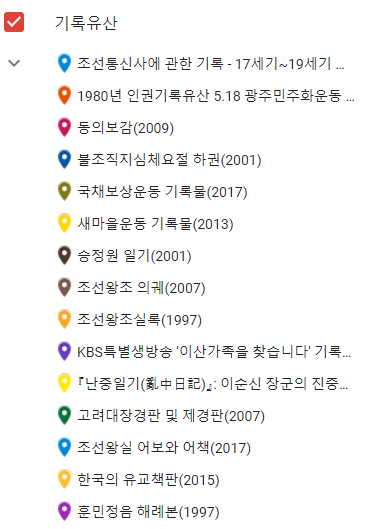 기록유산
조선통신사에 관한 기록 - 17세기~19세기 ...
1980년 인권기록유산 5.18 광주민주화운동 ...
동의보감(2009)
불조직지심체요절 하권(2001)
국채보상운동 기록물(2017)
새마을운동 기록물(2013)
승정원 일기(2001)
조선왕조 의궤(2007)
조선왕조실록(1997)
KBS특별생방송 '이산가족을 찾습니다' 기록...
『난중일기(亂中日記)』: 이순신 장군의 진중...
고려대장경판 및 제경판(2007)
조선왕실 어보와 어책(2017)
한국의 유교책판(2015)
훈민정음 해례본(1997)